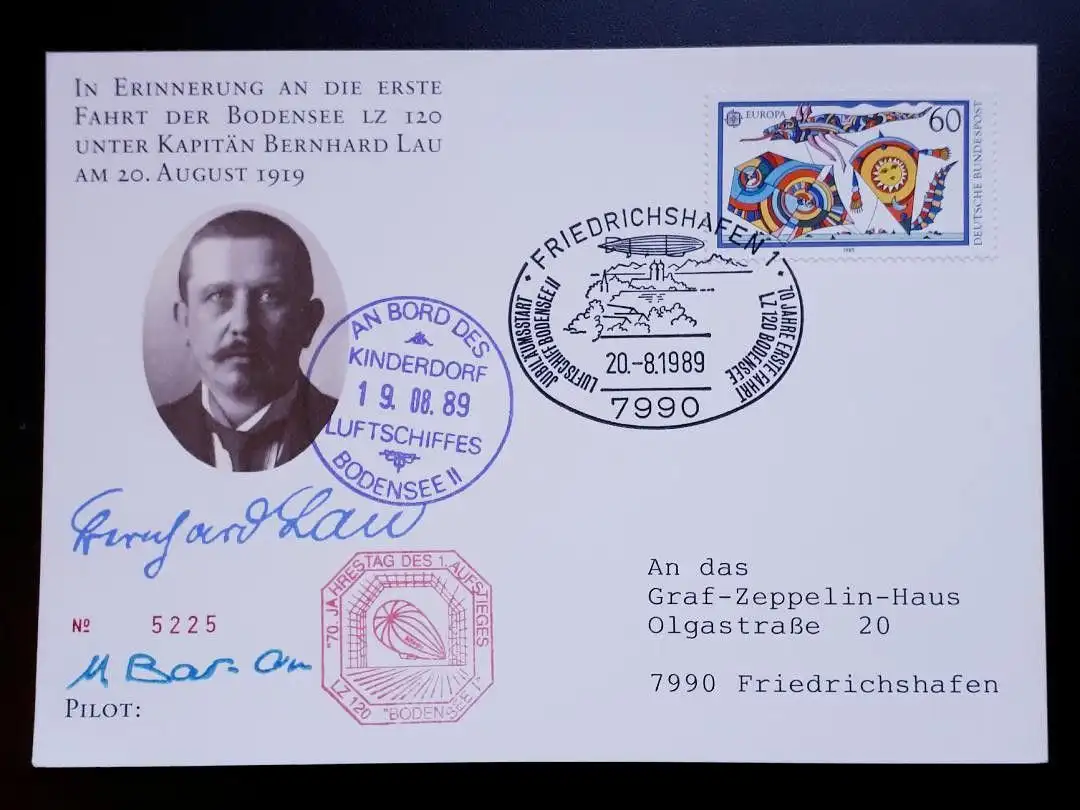 IN ERINNERUNG AN DIE ERSTE
FAHRT DER BODENSEE LZ 120
UNTER KAPITÄN BERNHARD LAU
AM 20. AUGUST 1919
EUROPA
60
DEUTSCHE BUNDESPOST
1989
FRIEDRICHSHAFEN 1
JUBILÄUMSSTART
LUFTSCHIFF BODENSEE II
70 JAHRE ERSTE FAHRT
LZ 120 BODENSEE
20.-8.1989
7990
AN BORD DES
KINDERDORF
19. 08. 89
LUFTSCHIFFES
BODENSEE II
Bernhard Lau
"70. JAHRESTAG DES 1. AUFSTIEGES
LZ 120 "BODENSEE I"
Nº 5225
PILOT:
An das
Graf-Zeppelin-Haus
Olgastraße 20
7990 Friedrichshafen